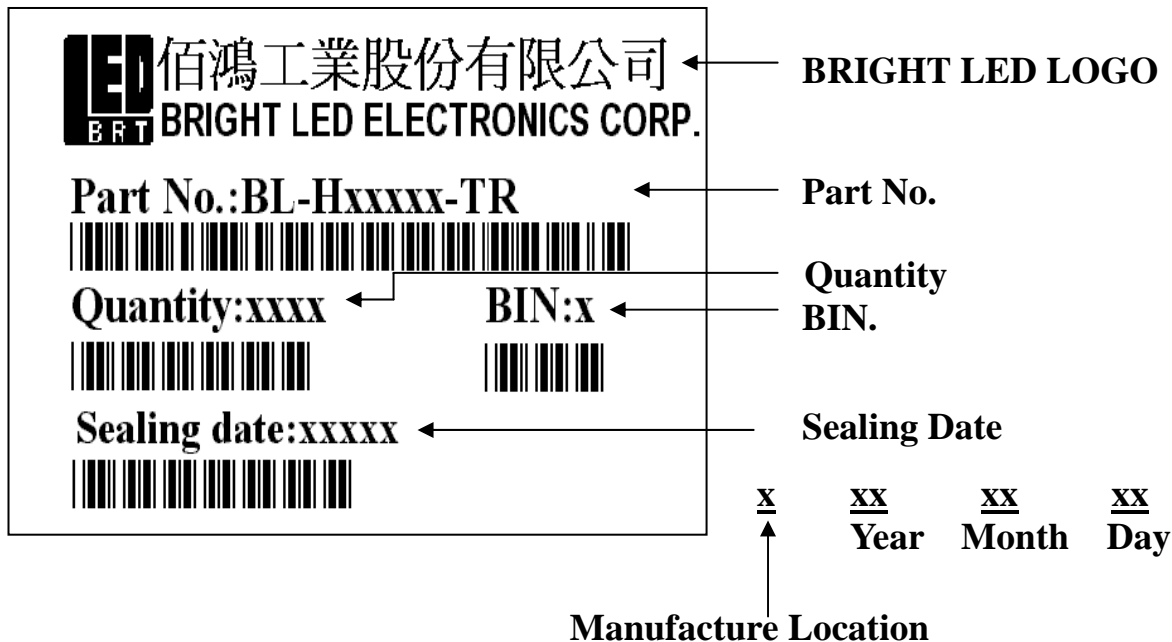 佰鴻工業股份有限公司
BRIGHT LED LOGO
LED
BRT
BRIGHT LED ELECTRONICS CORP.
Part No.:BL-Hxxxxx-TR
Part No.
Quantity
Quantity:xxxx
BIN:x
BIN.
Sealing date:xxxxx
Sealing Date
x xx xx xx
Year Month Day
Manufacture Location